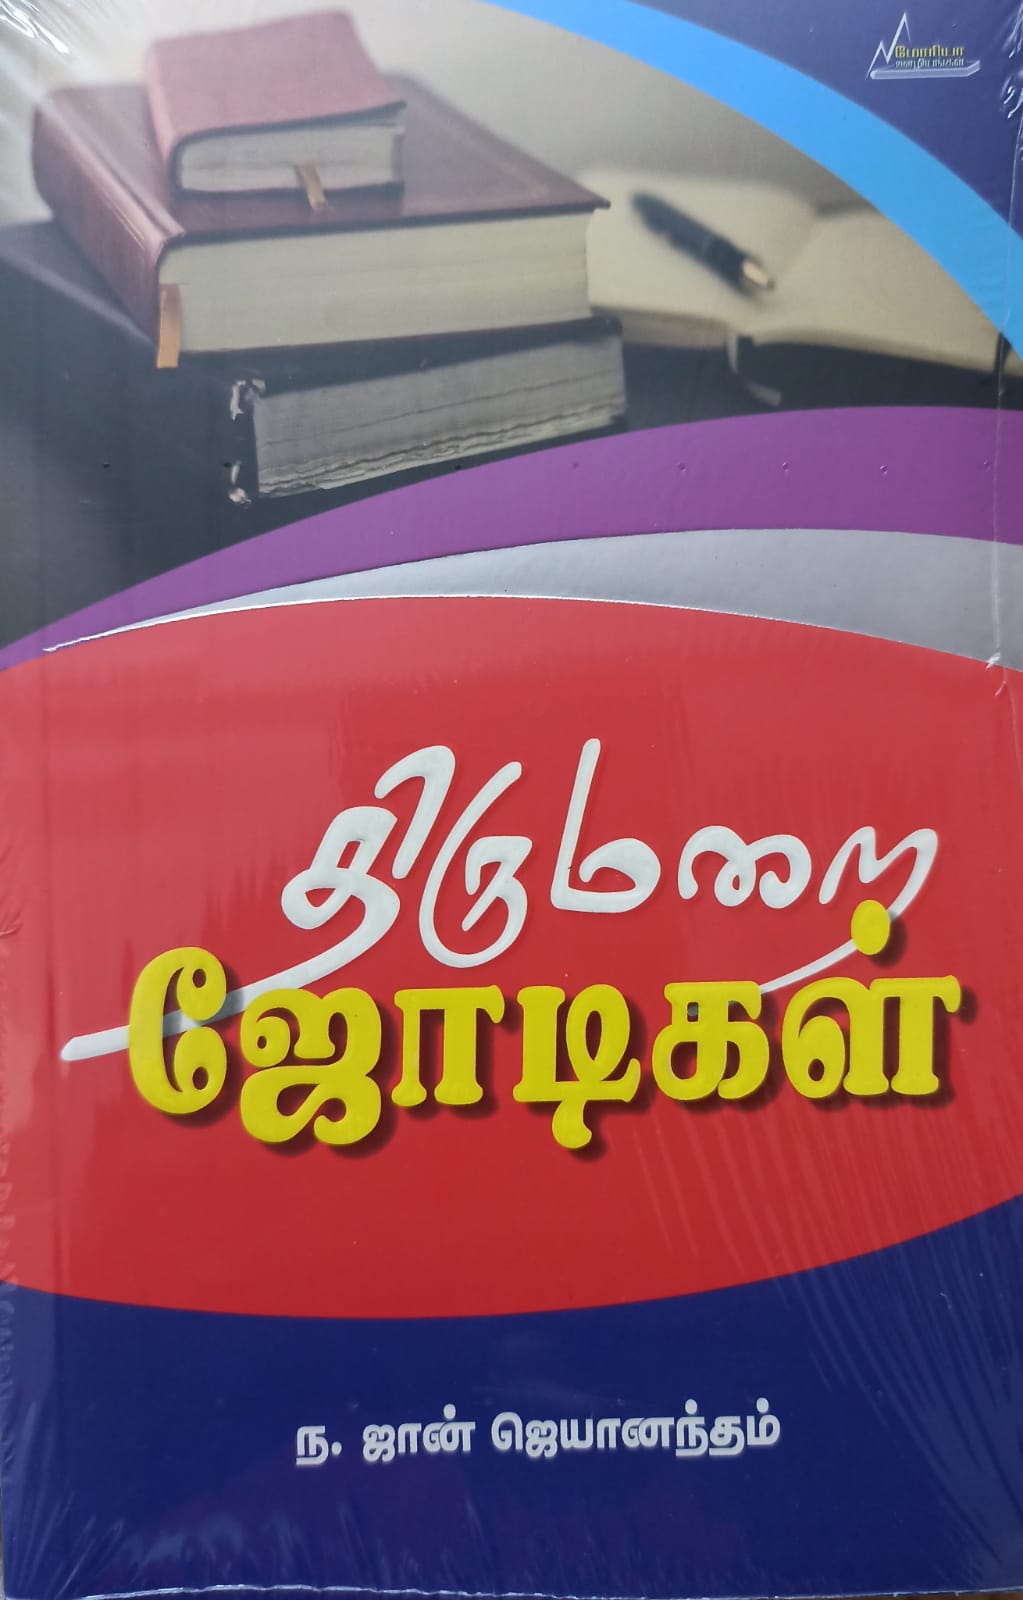 திருமறை
ஜோடிகள்
ந. ஜான் ஜெயானந்தம்